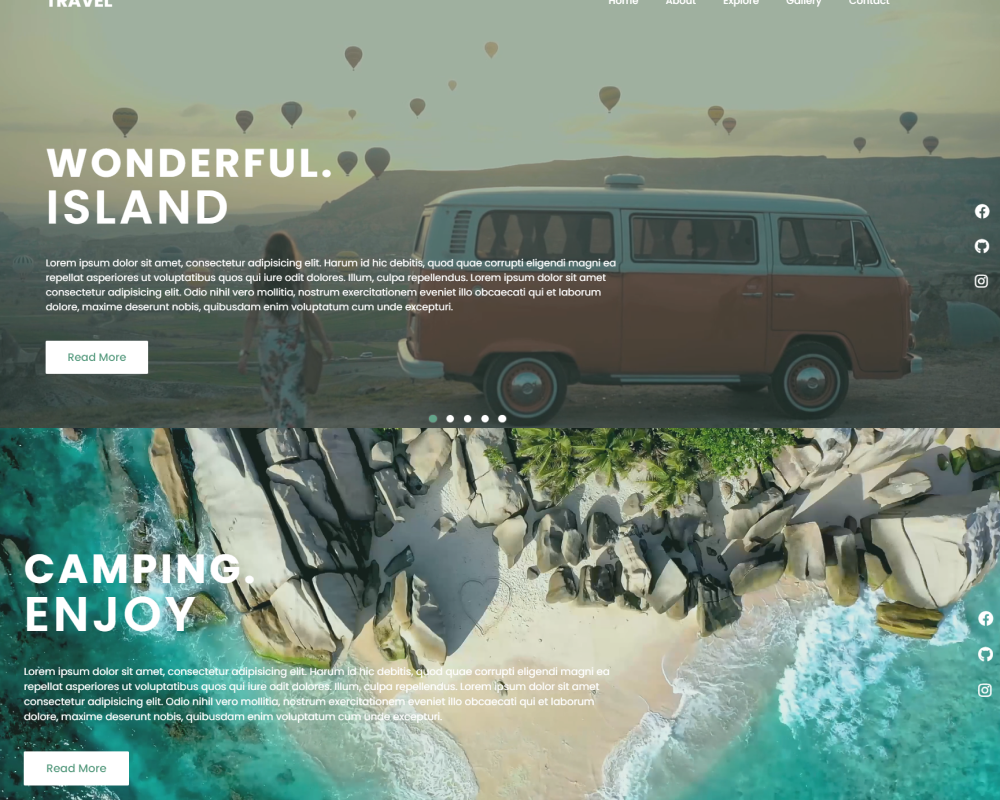 TRAVEL
Home About Explore Gallery Contact
WONDERFUL.
ISLAND
Lorem ipsum dolor sit amet, consectetur adipisicing elit. Harum id hic debitis, quod quae corrupti eligendi magni ea
repellat asperiores ut voluptatibus quos qui iure odit dolores. Illum, culpa repellendus. Lorem ipsum dolor sit amet
consectetur adipisicing elit. Odio nihil vero mollitia, nostrum exercitationem eveniet illo obcaecati qui et laborum
dolore, maxime deserunt nobis, quibusdam enim voluptatum cum unde excepturi.
Read More
CAMPING.
ENJOY
Lorem ipsum dolor sit amet, consectetur adipisicing elit. Harum id hic debitis, quod quae corrupti eligendi magni ea
repellat asperiores ut voluptatibus quos qui iure odit dolores. Illum, culpa repellendus. Lorem ipsum dolor sit amet
consectetur adipisicing elit. Odio nihil vero mollitia, nostrum exercitationem eveniet illo obcaecati qui et laborum
dolore, maxime deserunt nobis, quibusdam enim voluptatum cum unde excepturi.
Read More